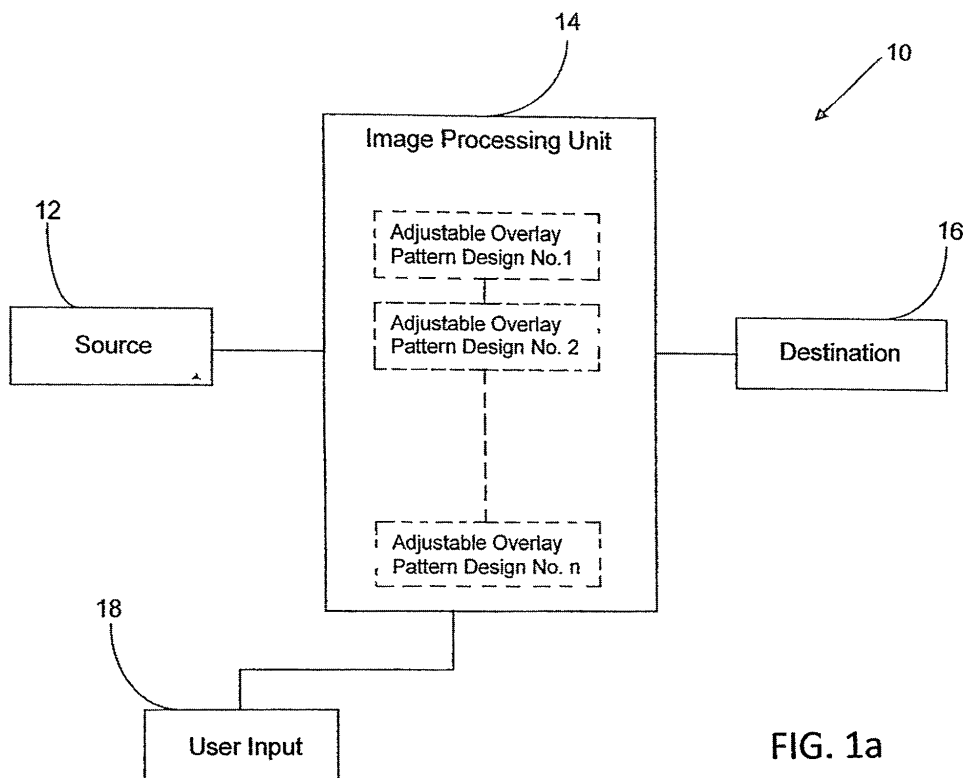 14
10
Image Processing Unit
12
Adjustable Overlay
Pattern Design No.1
16
Source
Adjustable Overlay
Pattern Design No. 2
Destination
Adjustable Overlay
Pattern Design No. n
18
User Input
FIG. 1a